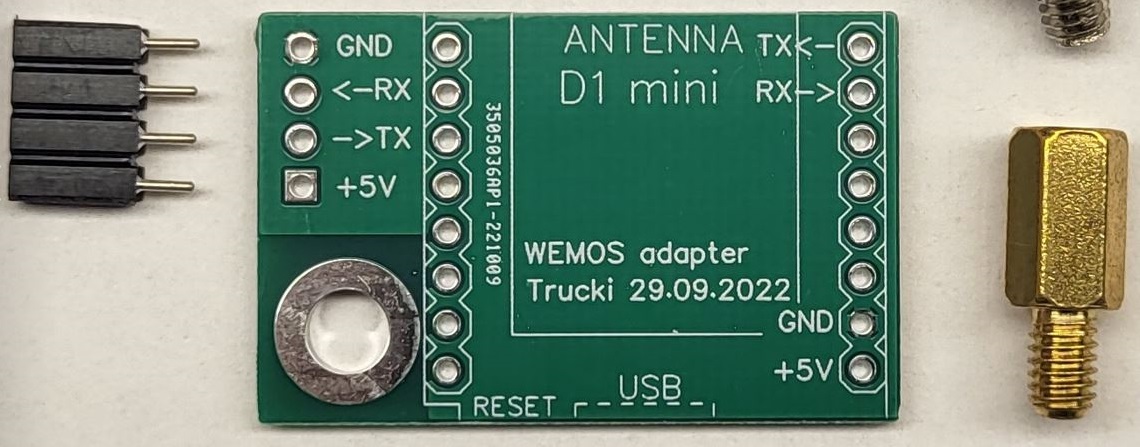 GND
<-RX
->TX
+5V
ANTENNA
D1 mini
TX<-
RX->
3505036AP1-221009
WEMOS adapter
Trucki 29.09.2022
GND
+5V
RESET
USB